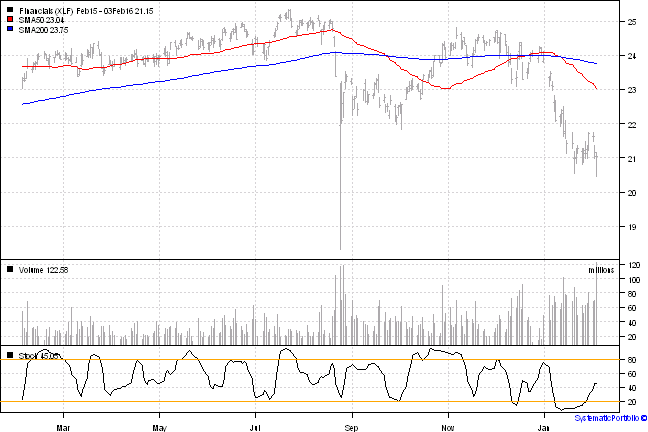 Financials (XLF) Feb15 - 03Feb16 21.15
SMA50 23.04
SMA200 23.75
25
24
23
22
21
20
19
Volume 122.58
millions
120
100
80
60
40
20
Stock 45.05
80
60
40
20
Mar May Jul Sep Nov Jan
SystematicPortfolio ©